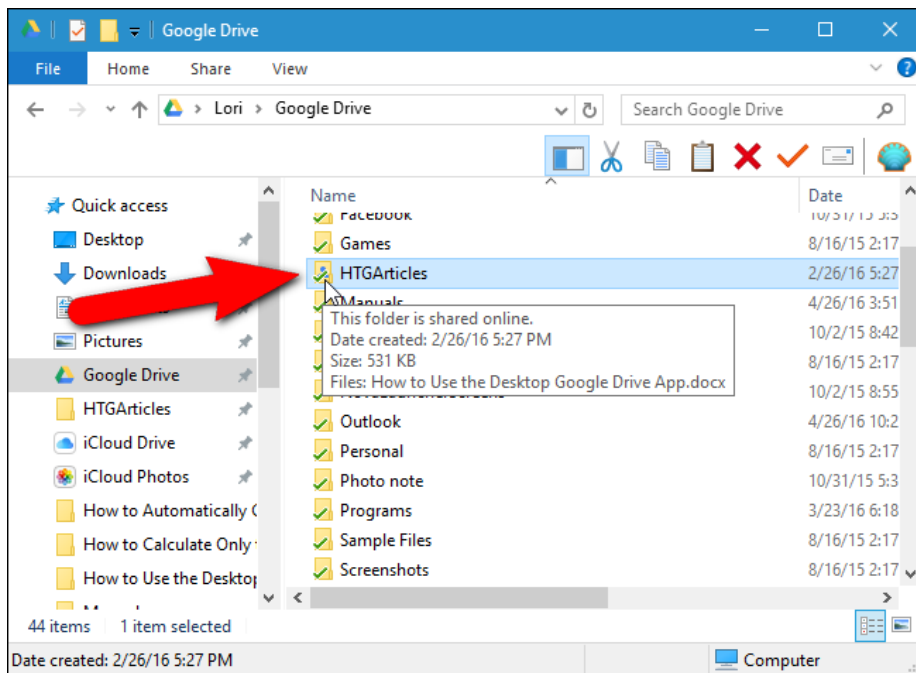 Google Drive
File Home Share View
Lori > Google Drive Search Google Drive
Quick access
Desktop
Downloads
Pictures
Google Drive
HTGArticles
iCloud Drive
iCloud Photos
How to Automatically
How to Calculate Only
How to Use the Desktop
Name Date
Facebook 10/31/15 5:3
Games 8/16/15 2:17
HTGArticles 2/26/16 5:27
Manuals 4/26/16 3:51
10/2/15 8:42
8/16/15 2:17
10/2/15 8:55
This folder is shared online.
Date created: 2/26/16 5:27 PM
Size: 531 KB
Files: How to Use the Desktop Google Drive App.docx
Outlook 4/26/16 10:2
Personal 8/16/15 2:17
Photo note 10/31/15 5:3
Programs 3/23/16 6:18
Sample Files 8/16/15 2:17
Screenshots 8/16/15 2:17
44 items 1 item selected
Date created: 2/26/16 5:27 PM Computer